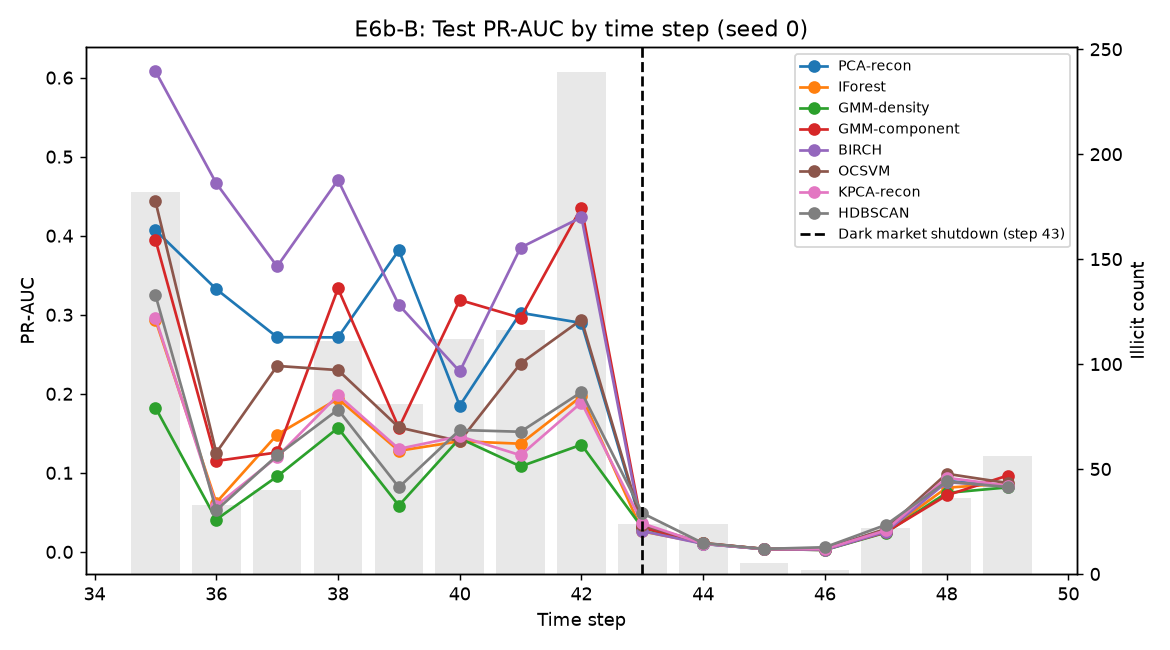 E6b-B: Test PR-AUC by time step (seed 0)
PCA-recon
IForest
GMM-density
GMM-component
BIRCH
OCSVM
KPCA-recon
HDBSCAN
Dark market shutdown (step 43)
PR-AUC
0.6
0.5
0.4
0.3
0.2
0.1
0.0
250
200
150
100
50
0
Illicit count
34 36 38 40 42 44 46 48 50
Time step